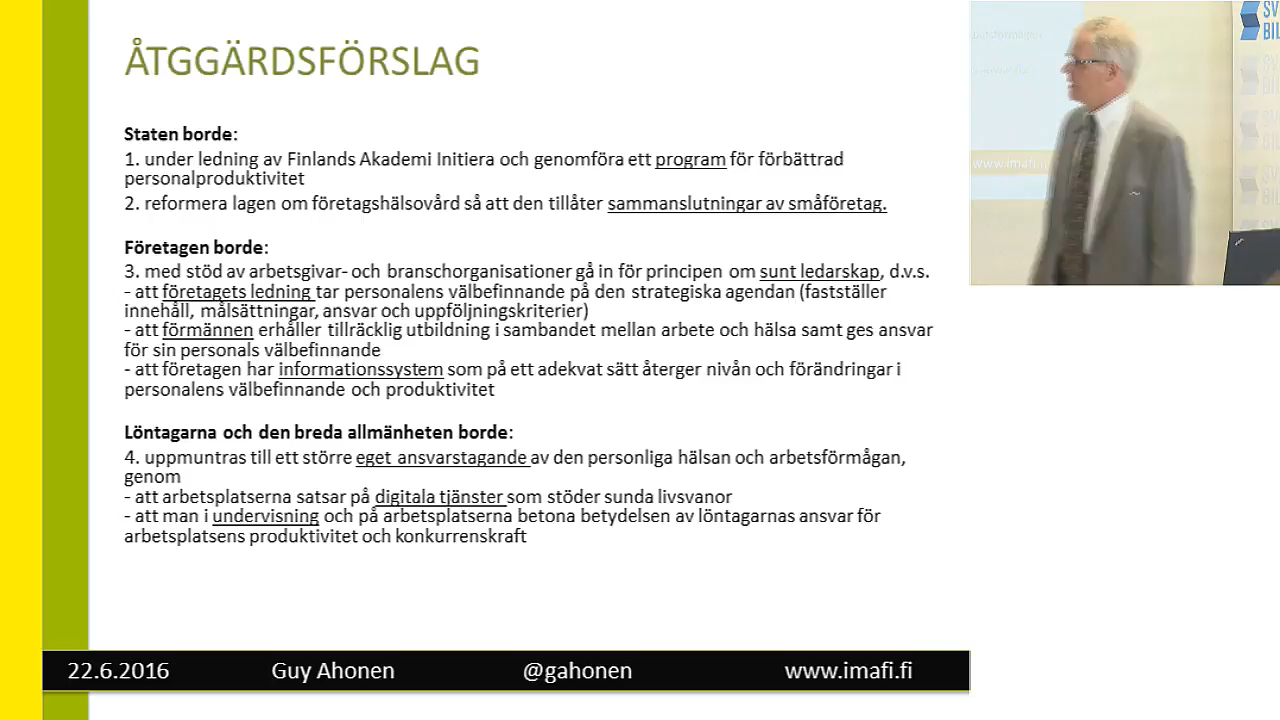 ÅTGGÄRDSFÖRSLAG
Staten borde:
1. under ledning av Finlands Akademi Initiera och genomföra ett program för förbättrad
personalproduktivitet
2. reformera lagen om företagshälsovård så att den tillåter sammanslutningar av småföretag.
Företagen borde:
3. med stöd av arbetsgivar- och branschorganisationer gå in för principen om sunt ledarskap, d.v.s.
- att företagets ledning tar personalens välbefinnande på den strategiska agendan (fastställer
innehåll, målsättningar, ansvar och uppföljningskriterier)
- att förmännen erhåller tillräcklig utbildning i sambandet mellan arbete och hälsa samt ges ansvar
för sin personals välbefinnande
- att företagen har informationssystem som på ett adekvat sätt återger nivån och förändringar i
personalens välbefinnande och produktivitet
Löntagarna och den breda allmänheten borde:
4. uppmuntras till ett större eget ansvarstagande av den personliga hälsan och arbetsförmågan,
genom
- att arbetsplatserna satsar på digitala tjänster som stöder sunda livsvanor
- att man i undervisning och på arbetsplatserna betona betydelsen av löntagarnas ansvar för
arbetsplatsens produktivitet och konkurrenskraft
22.6.2016 Guy Ahonen @gahonen www.imafi.fi
www.imafi.f
SV
BIL